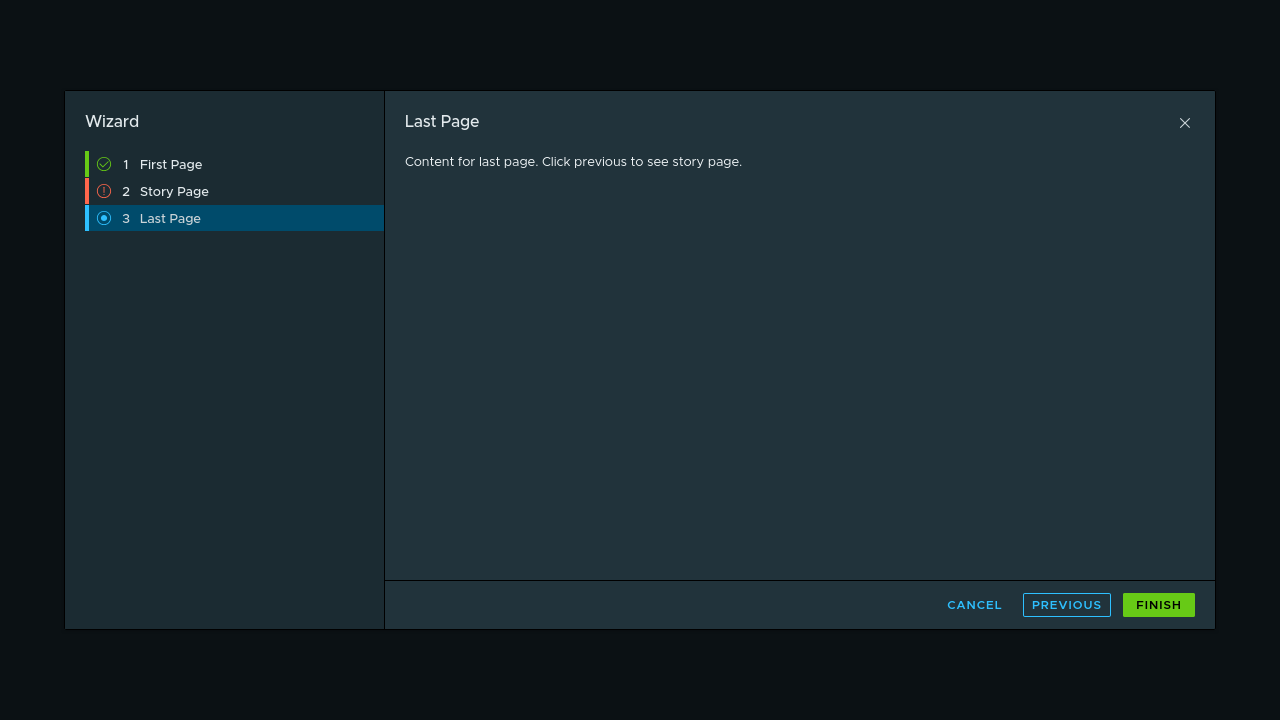 Wizard
1 First Page
2 Story Page
3 Last Page
Last Page
Content for last page. Click previous to see story page.
CANCEL
PREVIOUS
FINISH